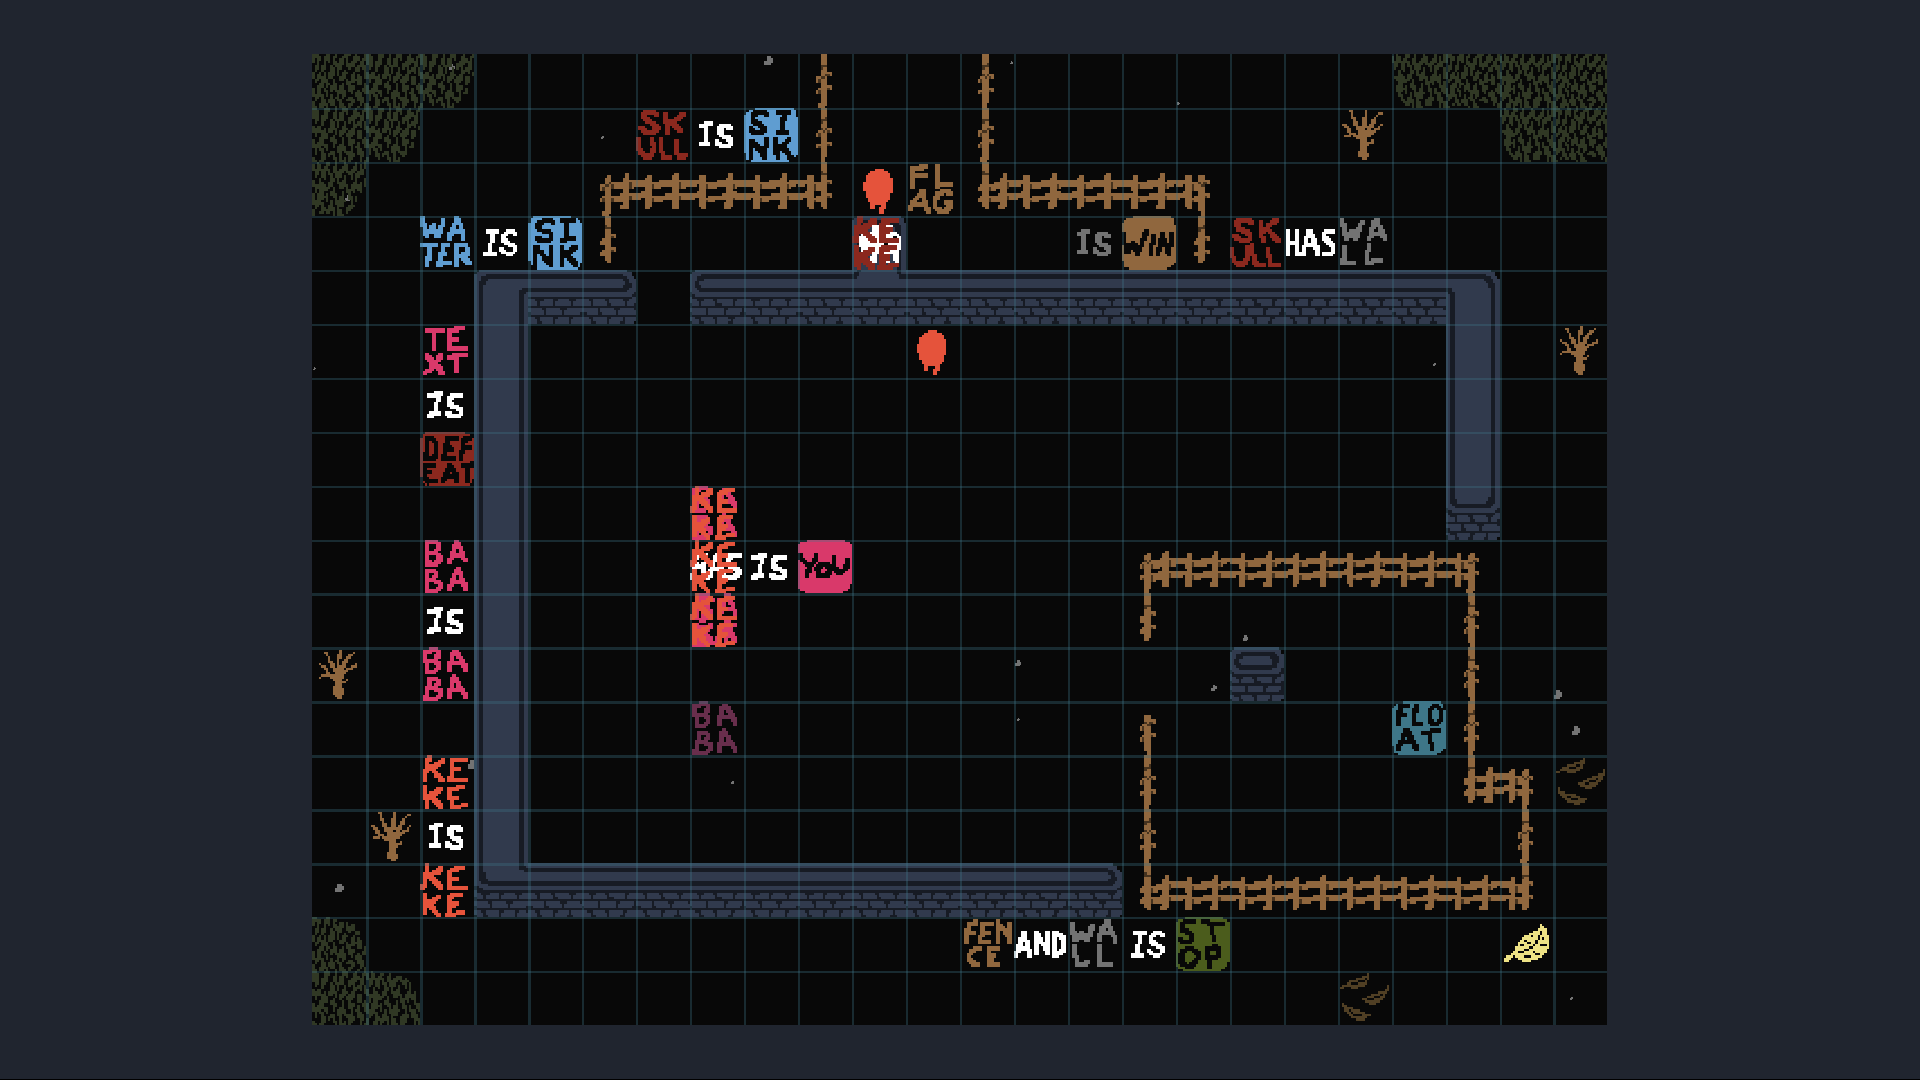 SKULL IS SINK
FLAG
WATER IS SINK
IS WIN SKULL HAS WALL
TEXT
IS
DEFEAT
BABA
IS YOU
IS
BABA
FLOAT
BABA
KEKE
IS
KEKE
FENCE AND WALL IS STOP